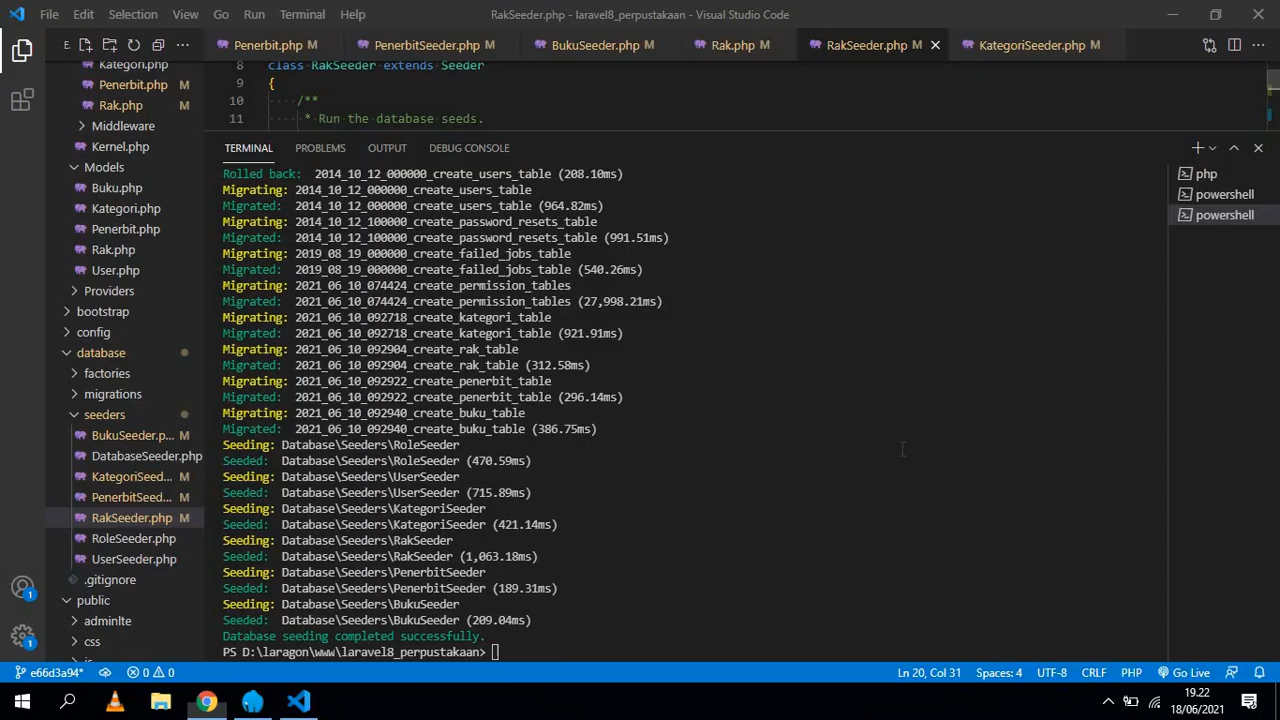 File Edit Selection View Go Run Terminal Help RakSeeder.php - laravel8_perpustakaan - Visual Studio Code
E. Penerbit.php M PenerbitSeeder.php M BukuSeeder.php M Rak.php M RakSeeder.php M KategoriSeeder.php M
Kategori.php
Penerbit.php M
Rak.php M
Middleware
Kernel.php
Models
Buku.php
Kategori.php
Penerbit.php
Rak.php
User.php
Providers
bootstrap
config
database
factories
migrations
seeders
BukuSeeder.p... M
DatabaseSeeder.php
KategoriSeed... M
PenerbitSeed... M
RakSeeder.php M
RoleSeeder.php
UserSeeder.php
.gitignore
public
adminlte
css
8 class RakSeeder extends Seeder
9 {
10 /**
11 * Run the database seeds.
TERMINAL PROBLEMS OUTPUT DEBUG CONSOLE
Rolled back: 2014_10_12_000000_create_users_table (208.10ms)
Migrating: 2014_10_12_000000_create_users_table
Migrated: 2014_10_12_000000_create_users_table (964.82ms)
Migrating: 2014_10_12_100000_create_password_resets_table
Migrated: 2014_10_12_100000_create_password_resets_table (991.51ms)
Migrating: 2019_08_19_000000_create_failed_jobs_table
Migrated: 2019_08_19_000000_create_failed_jobs_table (540.26ms)
Migrating: 2021_06_10_074424_create_permission_tables
Migrated: 2021_06_10_074424_create_permission_tables (27,998.21ms)
Migrating: 2021_06_10_092718_create_kategori_table
Migrated: 2021_06_10_092718_create_kategori_table (921.91ms)
Migrating: 2021_06_10_092904_create_rak_table
Migrated: 2021_06_10_092904_create_rak_table (312.58ms)
Migrating: 2021_06_10_092922_create_penerbit_table
Migrated: 2021_06_10_092922_create_penerbit_table (296.14ms)
Migrating: 2021_06_10_092940_create_buku_table
Migrated: 2021_06_10_092940_create_buku_table (386.75ms)
Seeding: Database\Seeders\RoleSeeder
Seeded: Database\Seeders\RoleSeeder (470.59ms)
Seeding: Database\Seeders\UserSeeder
Seeded: Database\Seeders\UserSeeder (715.89ms)
Seeding: Database\Seeders\KategoriSeeder
Seeded: Database\Seeders\KategoriSeeder (421.14ms)
Seeding: Database\Seeders\RakSeeder
Seeded: Database\Seeders\RakSeeder (1,063.18ms)
Seeding: Database\Seeders\PenerbitSeeder
Seeded: Database\Seeders\PenerbitSeeder (189.31ms)
Seeding: Database\Seeders\BukuSeeder
Seeded: Database\Seeders\BukuSeeder (209.04ms)
Database seeding completed successfully.
PS D:\laragon\www\laravel8_perpustakaan>
php
powershell
powershell
1
1
e66d3a94* 0 0 Ln 20, Col 31 Spaces: 4 UTF-8 CRLF PHP Go Live
19.22
18/06/2021